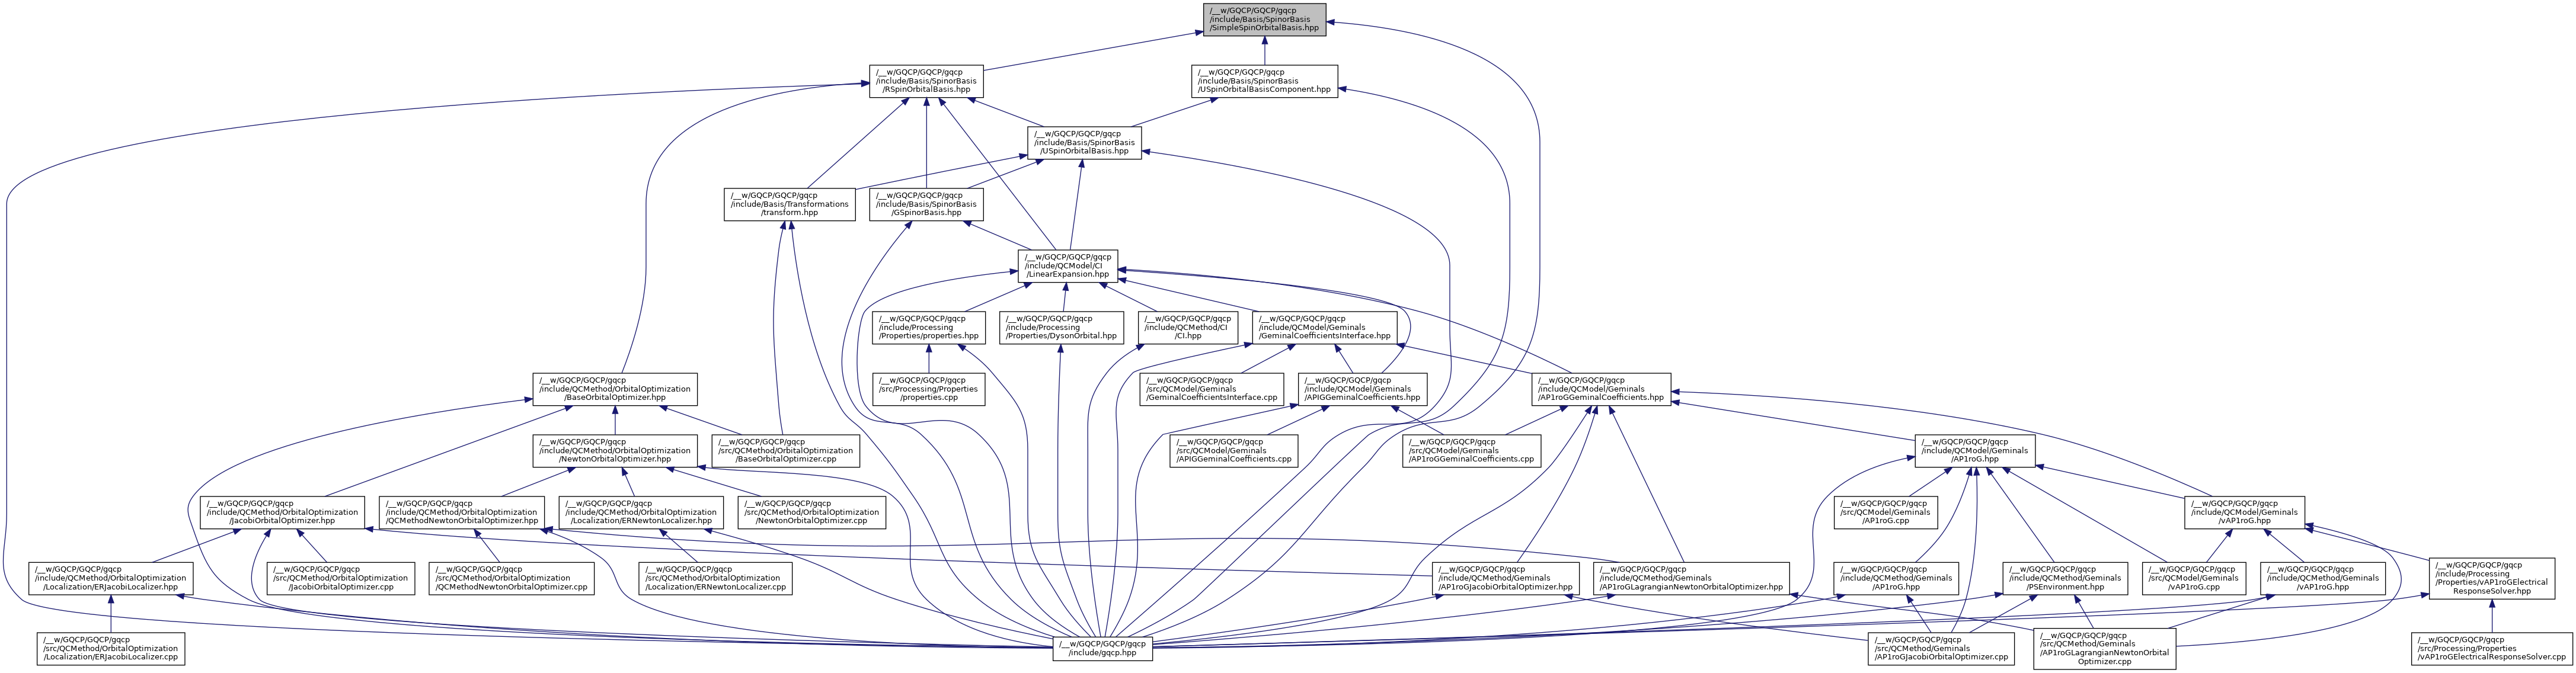 /__w/GQCP/GQCP/gqcp
/include/Basis/SpinorBasis
/SimpleSpinOrbitalBasis.hpp
/__w/GQCP/GQCP/gqcp
/include/Basis/SpinorBasis
/RSpinOrbitalBasis.hpp
/__w/GQCP/GQCP/gqcp
/include/Basis/SpinorBasis
/USpinOrbitalBasisComponent.hpp
/__w/GQCP/GQCP/gqcp
/include/Basis/SpinorBasis
/USpinOrbitalBasis.hpp
/__w/GQCP/GQCP/gqcp
/include/Basis/Transformations
/transform.hpp
/__w/GQCP/GQCP/gqcp
/include/Basis/SpinorBasis
/GSpinorBasis.hpp
/__w/GQCP/GQCP/gqcp
/include/QCModel/CI
/LinearExpansion.hpp
/__w/GQCP/GQCP/gqcp
/include/Processing
/Properties/properties.hpp
/__w/GQCP/GQCP/gqcp
/include/Processing
/Properties/DysonOrbital.hpp
/__w/GQCP/GQCP/gqcp
/include/QCMethod/CI
/CI.hpp
/__w/GQCP/GQCP/gqcp
/include/QCModel/Geminals
/GeminalCoefficientsInterface.hpp
/__w/GQCP/GQCP/gqcp
/include/QCMethod/OrbitalOptimization
/BaseOrbitalOptimizer.hpp
/__w/GQCP/GQCP/gqcp
/src/Processing/Properties
/properties.cpp
/__w/GQCP/GQCP/gqcp
/src/QCModel/Geminals
/GeminalCoefficientsInterface.cpp
/__w/GQCP/GQCP/gqcp
/include/QCModel/Geminals
/APIGGeminalCoefficients.hpp
/__w/GQCP/GQCP/gqcp
/include/QCModel/Geminals
/AP1roGGeminalCoefficients.hpp
/__w/GQCP/GQCP/gqcp
/include/QCMethod/OrbitalOptimization
/NewtonOrbitalOptimizer.hpp
/__w/GQCP/GQCP/gqcp
/src/QCMethod/OrbitalOptimization
/BaseOrbitalOptimizer.cpp
/__w/GQCP/GQCP/gqcp
/src/QCModel/Geminals
/APIGGeminalCoefficients.cpp
/__w/GQCP/GQCP/gqcp
/src/QCModel/Geminals
/AP1roGGeminalCoefficients.cpp
/__w/GQCP/GQCP/gqcp
/include/QCModel/Geminals
/AP1roG.hpp
/__w/GQCP/GQCP/gqcp
/include/QCMethod/OrbitalOptimization
/JacobiOrbitalOptimizer.hpp
/__w/GQCP/GQCP/gqcp
/include/QCMethod/OrbitalOptimization
/QCMethodNewtonOrbitalOptimizer.hpp
/__w/GQCP/GQCP/gqcp
/include/QCMethod/OrbitalOptimization
/Localization/ERNewtonLocalizer.hpp
/__w/GQCP/GQCP/gqcp
/src/QCMethod/OrbitalOptimization
/NewtonOrbitalOptimizer.cpp
/__w/GQCP/GQCP/gqcp
/src/QCModel/Geminals
/AP1roG.cpp
/__w/GQCP/GQCP/gqcp
/include/QCModel/Geminals
/vAP1roG.hpp
/__w/GQCP/GQCP/gqcp
/include/QCMethod/OrbitalOptimization
/Localization/ERJacobiLocalizer.hpp
/__w/GQCP/GQCP/gqcp
/src/QCMethod/OrbitalOptimization
/JacobiOrbitalOptimizer.cpp
/__w/GQCP/GQCP/gqcp
/src/QCMethod/OrbitalOptimization
/QCMethodNewtonOrbitalOptimizer.cpp
/__w/GQCP/GQCP/gqcp
/src/QCMethod/OrbitalOptimization
/Localization/ERNewtonLocalizer.cpp
/__w/GQCP/GQCP/gqcp
/include/QCMethod/Geminals
/AP1roGJacobiOrbitalOptimizer.hpp
/__w/GQCP/GQCP/gqcp
/include/QCMethod/Geminals
/AP1roGLagrangianNewtonOrbitalOptimizer.hpp
/__w/GQCP/GQCP/gqcp
/include/QCMethod/Geminals
/AP1roG.hpp
/__w/GQCP/GQCP/gqcp
/include/QCMethod/Geminals
/PSEnvironment.hpp
/__w/GQCP/GQCP/gqcp
/src/QCModel/Geminals
/vAP1roG.cpp
/__w/GQCP/GQCP/gqcp
/include/QCMethod/Geminals
/vAP1roG.hpp
/__w/GQCP/GQCP/gqcp
/include/Processing
/Properties/vAP1roGElectrical
ResponseSolver.hpp
/__w/GQCP/GQCP/gqcp
/src/QCMethod/OrbitalOptimization
/Localization/ERJacobiLocalizer.cpp
/__w/GQCP/GQCP/gqcp
/include/gqcp.hpp
/__w/GQCP/GQCP/gqcp
/src/QCMethod/Geminals
/AP1roGJacobiOrbitalOptimizer.cpp
/__w/GQCP/GQCP/gqcp
/src/QCMethod/Geminals
/AP1roGLagrangianNewtonOrbital
Optimizer.cpp
/__w/GQCP/GQCP/gqcp
/src/Processing/Properties
/vAP1roGElectricalResponseSolver.cpp